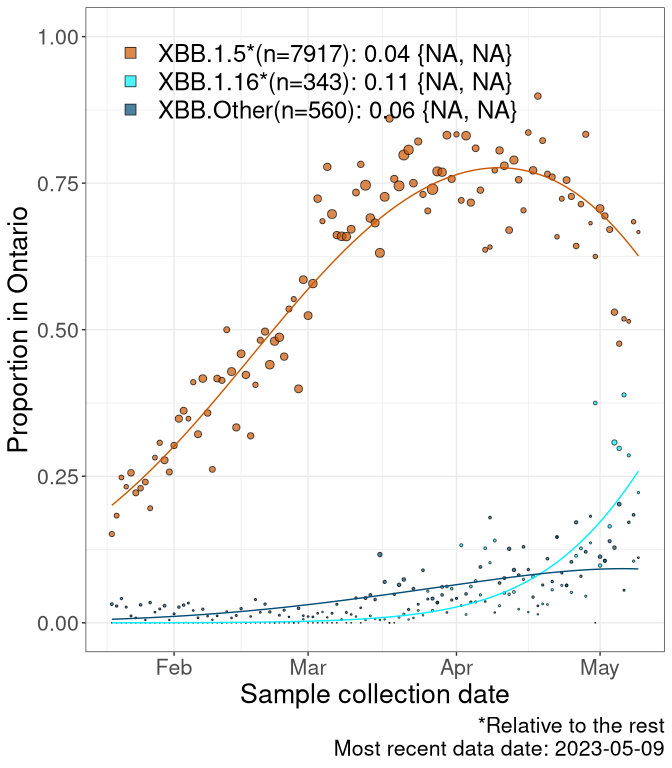 XBB.1.5*(n=7917): 0.04 {NA, NA}
XBB.1.16*(n=343): 0.11 {NA, NA}
XBB.Other(n=560): 0.06 {NA, NA}
1.00
0.75
0.50
0.25
0.00
Proportion in Ontario
Feb Mar Apr May
Sample collection date
*Relative to the rest
Most recent data date: 2023-05-09